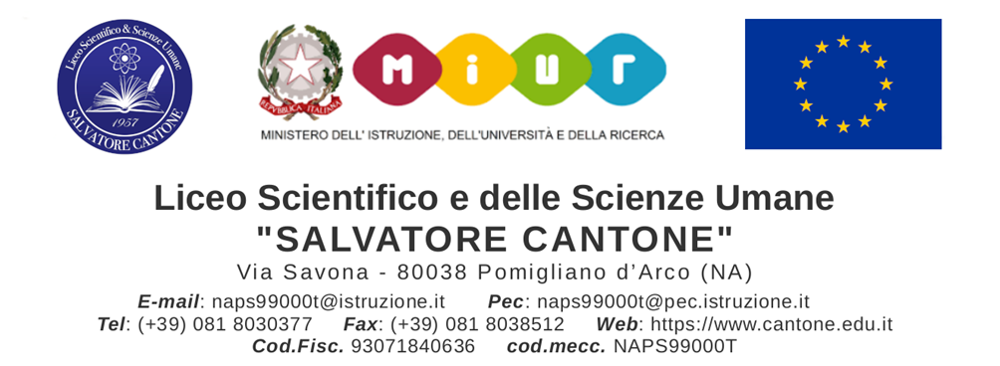 Liceo Scientifico & Scienze Umane
1957
SALVATORE CANTONE
REPVBBLICA ITALIANA
MIUR
MINISTERO DELL' ISTRUZIONE, DELL'UNIVERSITÀ E DELLA RICERCA
Liceo Scientifico e delle Scienze Umane
"SALVATORE CANTONE"
Via Savona - 80038 Pomigliano d’Arco (NA)
E-mail: naps99000t@istruzione.it Pec: naps99000t@pec.istruzione.it
Tel: (+39) 081 8030377 Fax: (+39) 081 8038512 Web: https://www.cantone.edu.it
Cod.Fisc. 93071840636 cod.mecc. NAPS99000T